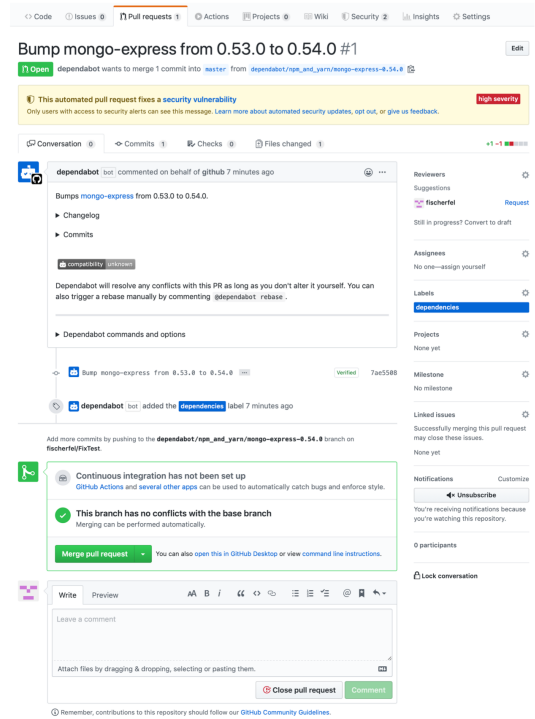 Code
Issues 0
Pull requests 1
Actions
Projects 0
Wiki
Security 2
Insights
Settings
Bump mongo-express from 0.53.0 to 0.54.0 #1
Edit
Open
dependabot wants to merge 1 commit into master from dependabot/npm_and_yarn/mongo-express-0.54.0
This automated pull request fixes a security vulnerability
high severity
Only users with access to security alerts can see this message. Learn more about automated security updates, opt out, or give us feedback.
Conversation 0
Commits 1
Checks 0
Files changed 1
+1 −1
dependabot bot commented on behalf of github 7 minutes ago
Bumps mongo-express from 0.53.0 to 0.54.0.
Changelog
Commits
compatibility unknown
Dependabot will resolve any conflicts with this PR as long as you don't alter it yourself. You can
also trigger a rebase manually by commenting @dependabot rebase .
Dependabot commands and options
Bump mongo-express from 0.53.0 to 0.54.0 ...
Verified
7ae5508
dependabot bot added the dependencies label 7 minutes ago
Add more commits by pushing to the dependabot/npm_and_yarn/mongo-express-0.54.0 branch on
fischerfel/FixTest.
Continuous integration has not been set up
GitHub Actions and several other apps can be used to automatically catch bugs and enforce style.
This branch has no conflicts with the base branch
Merging can be performed automatically.
Merge pull request
You can also open this in GitHub Desktop or view command line instructions.
Write
Preview
AA B i
Leave a comment
Attach files by dragging & dropping, selecting or pasting them.
Close pull request
Comment
Remember, contributions to this repository should follow our GitHub Community Guidelines.
Reviewers
Suggestions
fischerfel
Request
Still in progress? Convert to draft
Assignees
No one—assign yourself
Labels
dependencies
Projects
None yet
Milestone
No milestone
Linked issues
Successfully merging this pull request
may close these issues.
None yet
Notifications
Customize
Unsubscribe
You're receiving notifications because
you're watching this repository.
0 participants
Lock conversation